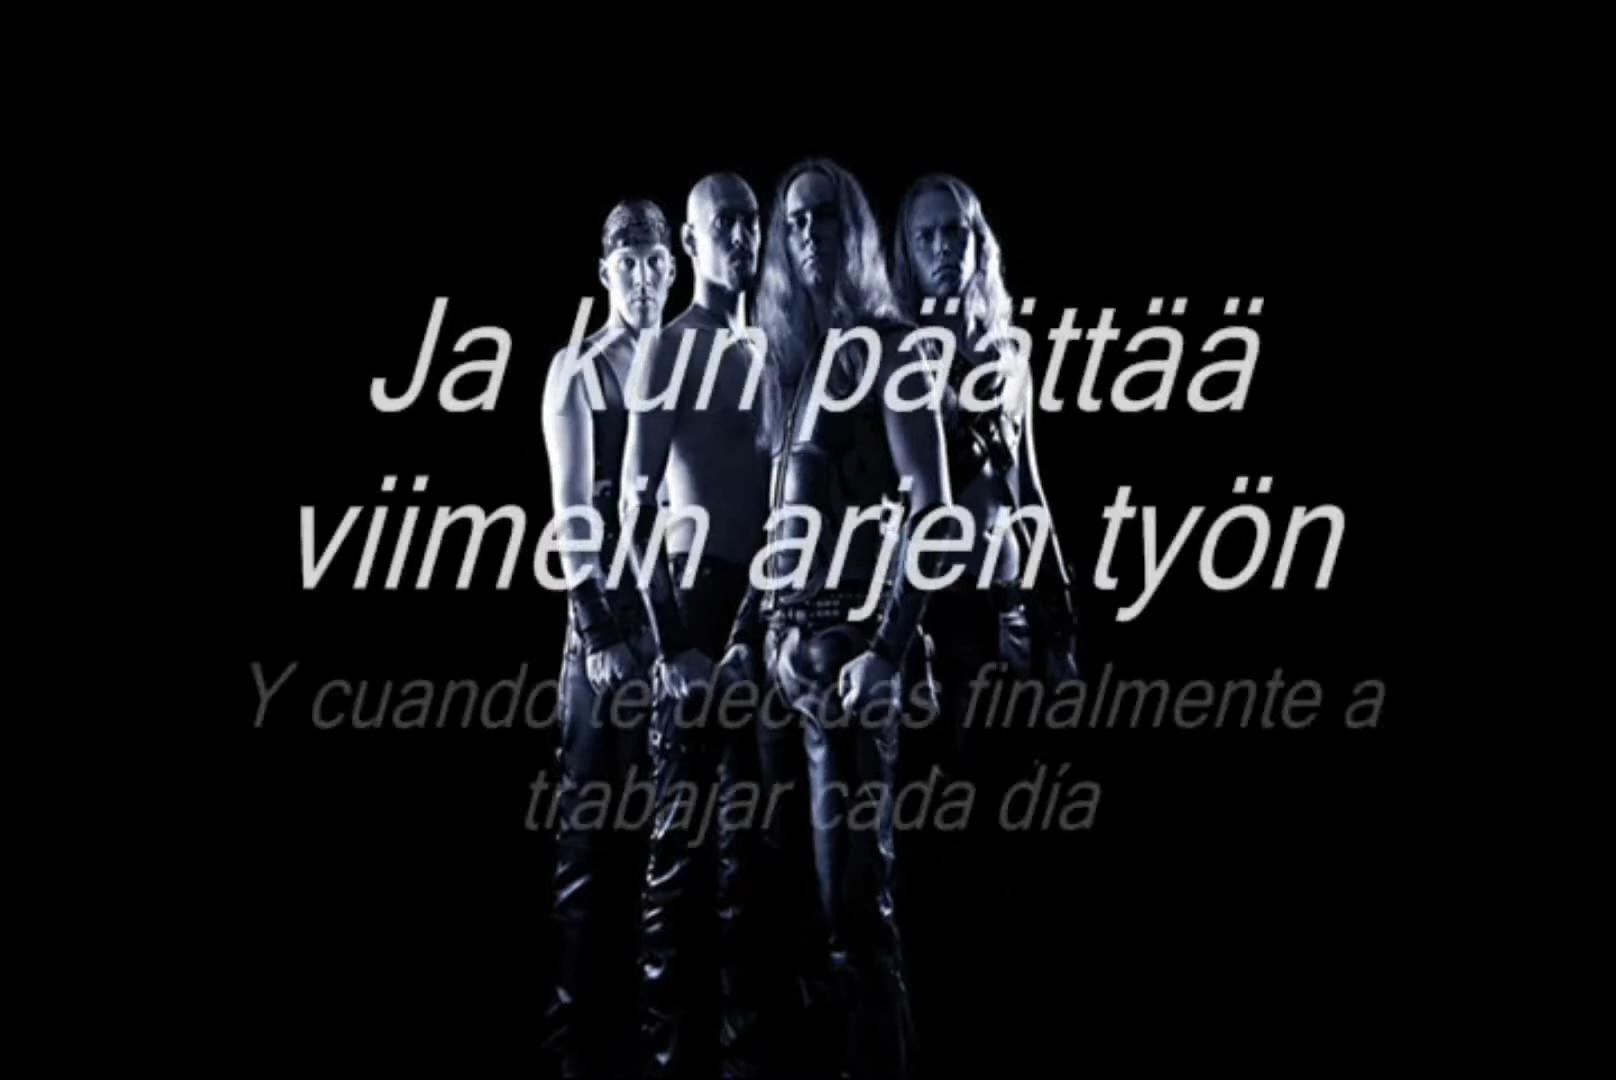 Ja kun päättää
viimein arjen työn
Y cuando te decidas finalmente a
trabajar cada día